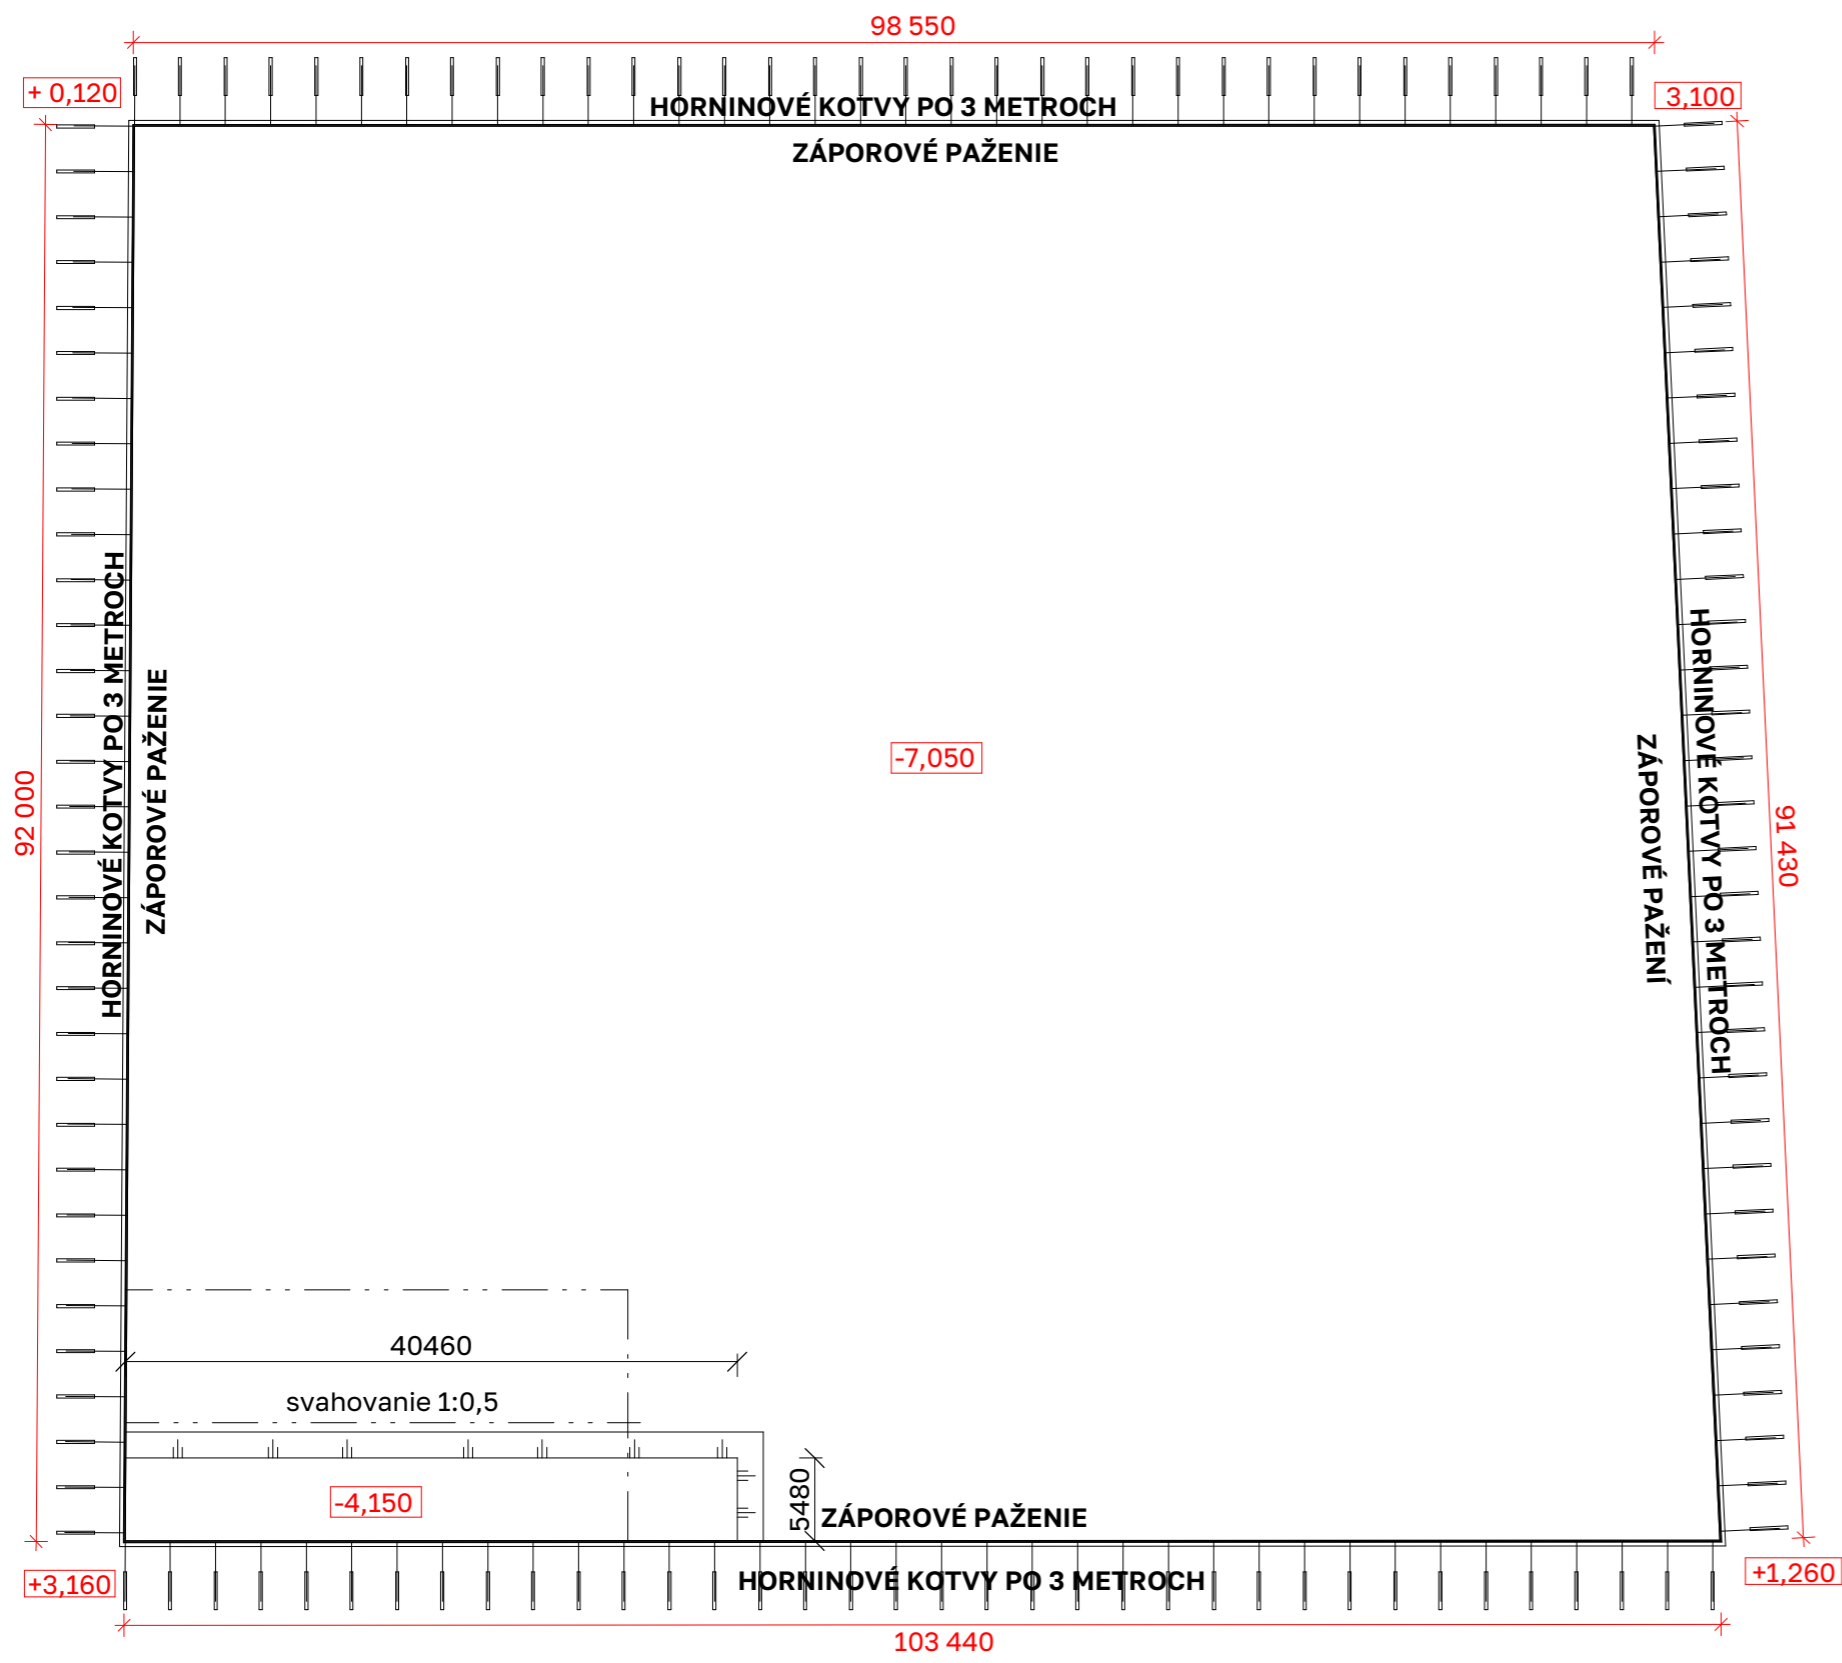 98 550
+ 0,120
3,100
HORNINOVÉ KOTVY PO 3 METROCH
ZÁPOROVÉ PAŽENIE
HORNINOVÉ KOTVY PO 3 METROCH
ZÁPOROVÉ PAŽENIE
92 000
-7,050
ZÁPOROVÉ PAŽENÍ
HORNINOVÉ KOTVY PO 3 METROCH
91 430
40460
svahovanie 1:0,5
-4,150
5480
ZÁPOROVÉ PAŽENIE
+3,160
HORNINOVÉ KOTVY PO 3 METROCH
+1,260
103 440